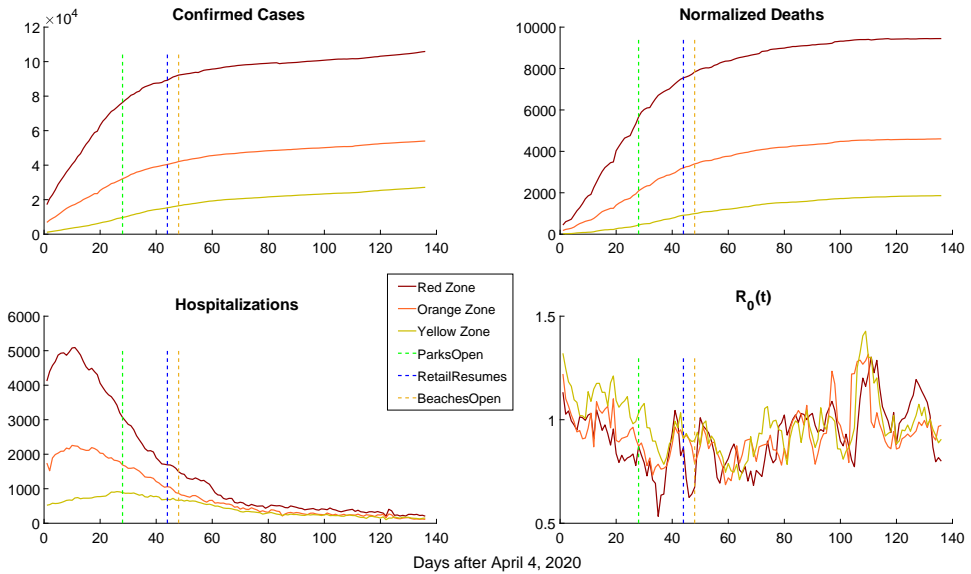 Confirmed Cases
×10⁴
12
10
8
6
4
2
0
0 20 40 60 80 100 120 140
Normalized Deaths
10000
8000
6000
4000
2000
0
0 20 40 60 80 100 120 140
Hospitalizations
6000
5000
4000
3000
2000
1000
0
0 20 40 60 80 100 120 140
Red Zone
Orange Zone
Yellow Zone
ParksOpen
RetailResumes
BeachesOpen
R₀(t)
1.5
1
0.5
0 20 40 60 80 100 120 140
Days after April 4, 2020